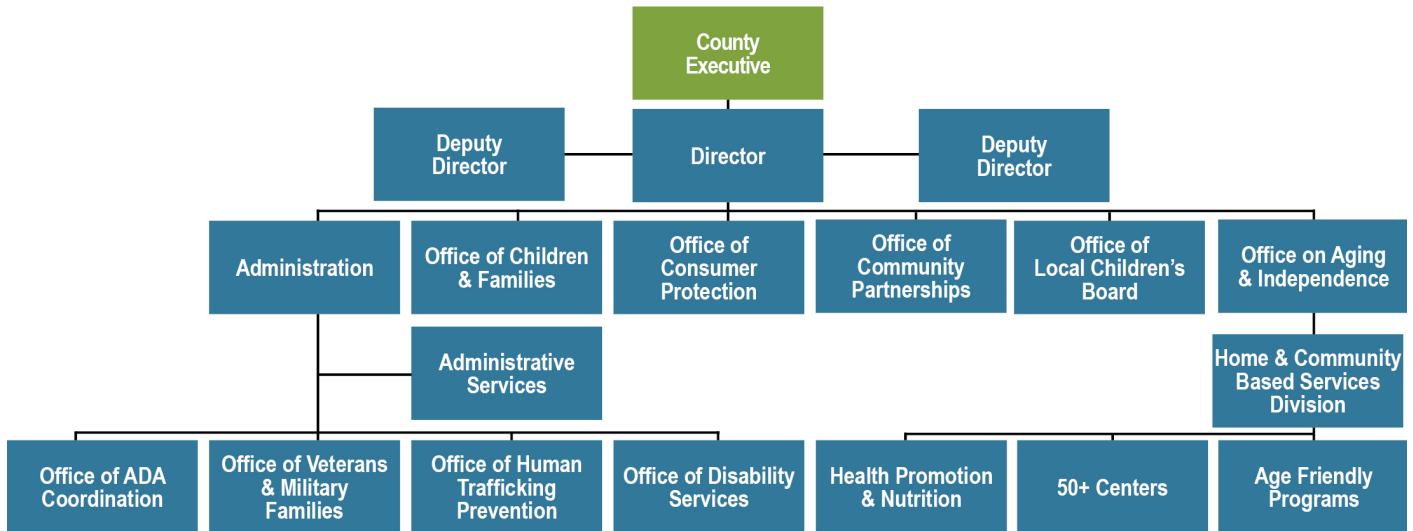 County
Executive
Deputy
Director
Director
Deputy
Director
Administration
Office of Children
& Families
Office of
Consumer
Protection
Office of
Community
Partnerships
Office of
Local Children’s
Board
Office on Aging
& Independence
Administrative
Services
Home & Community
Based Services
Division
Office of ADA
Coordination
Office of Veterans
& Military
Families
Office of Human
Trafficking
Prevention
Office of Disability
Services
Health Promotion
& Nutrition
50+ Centers
Age Friendly
Programs